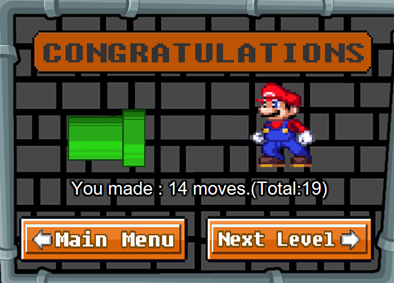 CONGRATULATIONS
You made : 14 moves.(Total:19)
Main Menu
Next Level